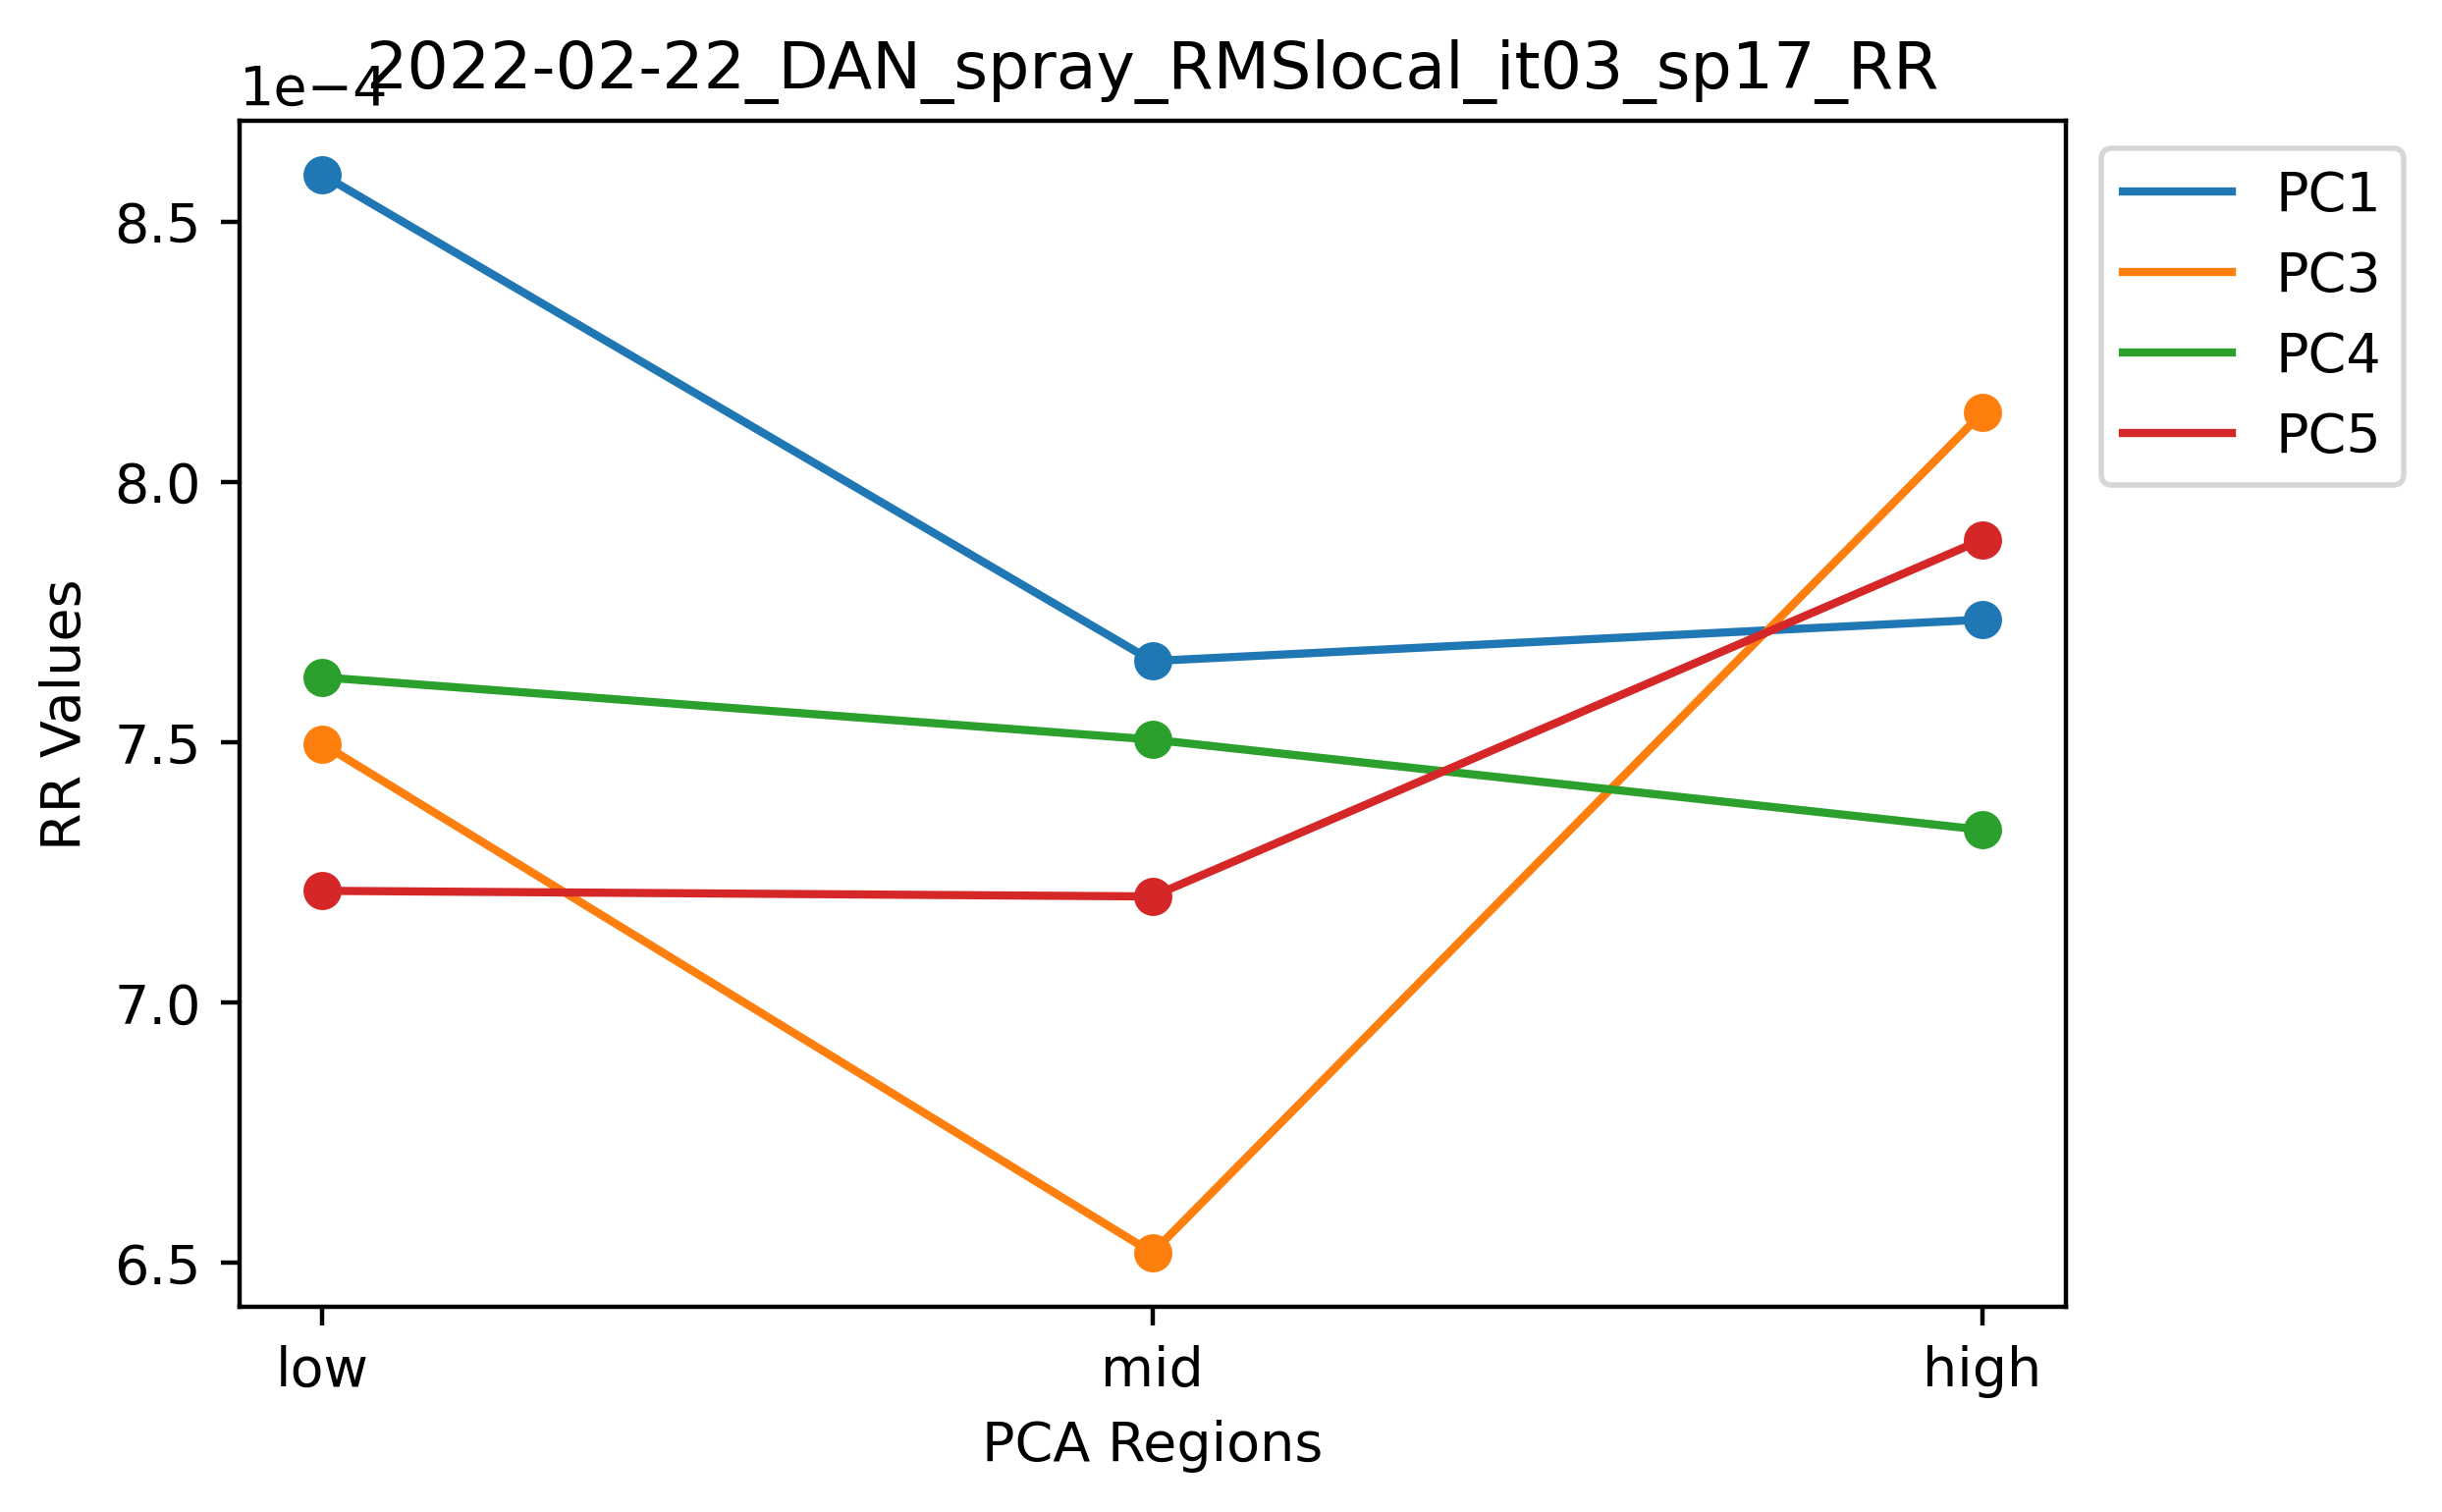 1e−4
2022-02-22_DAN_spray_RMSlocal_it03_sp17_RR
PC1
PC3
PC4
PC5
8.5
8.0
7.5
7.0
6.5
RR Values
low mid high
PCA Regions